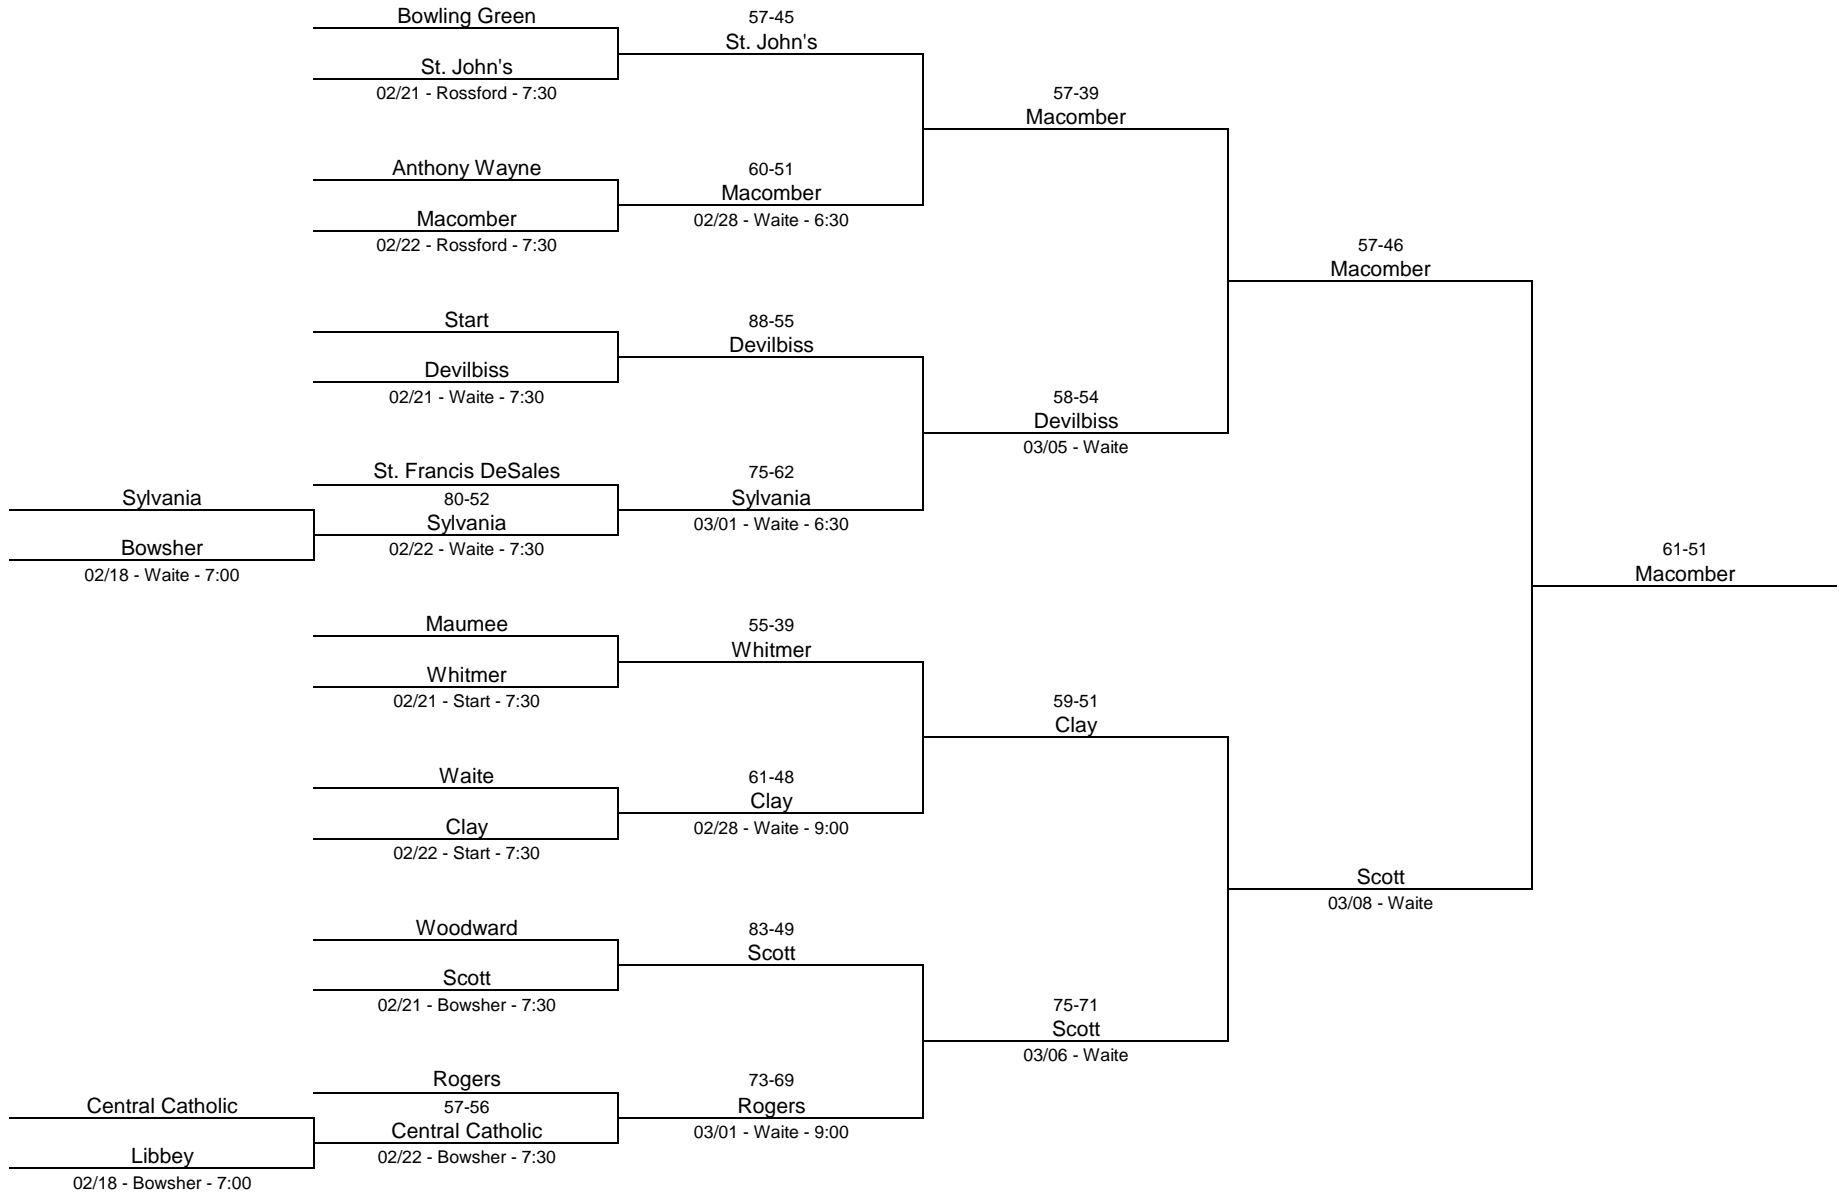 Bowling Green
57-45
St. John's
St. John's
02/21 - Rossford - 7:30
57-39
Macomber
Anthony Wayne
60-51
Macomber
Macomber
02/28 - Waite - 6:30
02/22 - Rossford - 7:30
57-46
Macomber
Start
88-55
Devilbiss
Devilbiss
02/21 - Waite - 7:30
58-54
Devilbiss
03/05 - Waite
St. Francis DeSales
75-62
Sylvania
80-52
Sylvania
Sylvania
03/01 - Waite - 6:30
Bowsher
02/22 - Waite - 7:30
02/18 - Waite - 7:00
61-51
Macomber
Maumee
55-39
Whitmer
Whitmer
02/21 - Start - 7:30
59-51
Clay
Waite
61-48
Clay
Clay
02/28 - Waite - 9:00
02/22 - Start - 7:30
Scott
03/08 - Waite
Woodward
83-49
Scott
Scott
02/21 - Bowsher - 7:30
75-71
Scott
03/06 - Waite
Rogers
73-69
Central Catholic
57-56
Rogers
Central Catholic
03/01 - Waite - 9:00
Libbey
02/22 - Bowsher - 7:30
02/18 - Bowsher - 7:00